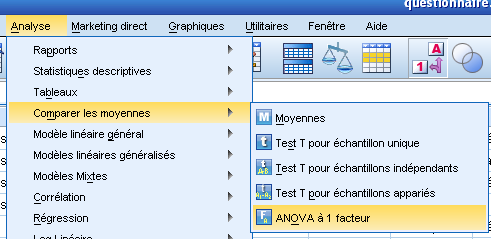 questionnaire.
Analyse Marketing direct Graphiques Utilitaires Fenêtre Aide
Rapports
Statistiques descriptives
Tableaux
Comparer les moyennes
Moyennes
Modèle linéaire général
Test T pour échantillon unique
Modèles linéaires généralisés
Test T pour échantillons indépendants
Modèles Mixtes
Test T pour échantillons appariés
Corrélation
ANOVA à 1 facteur
Régression
Log Linéaire